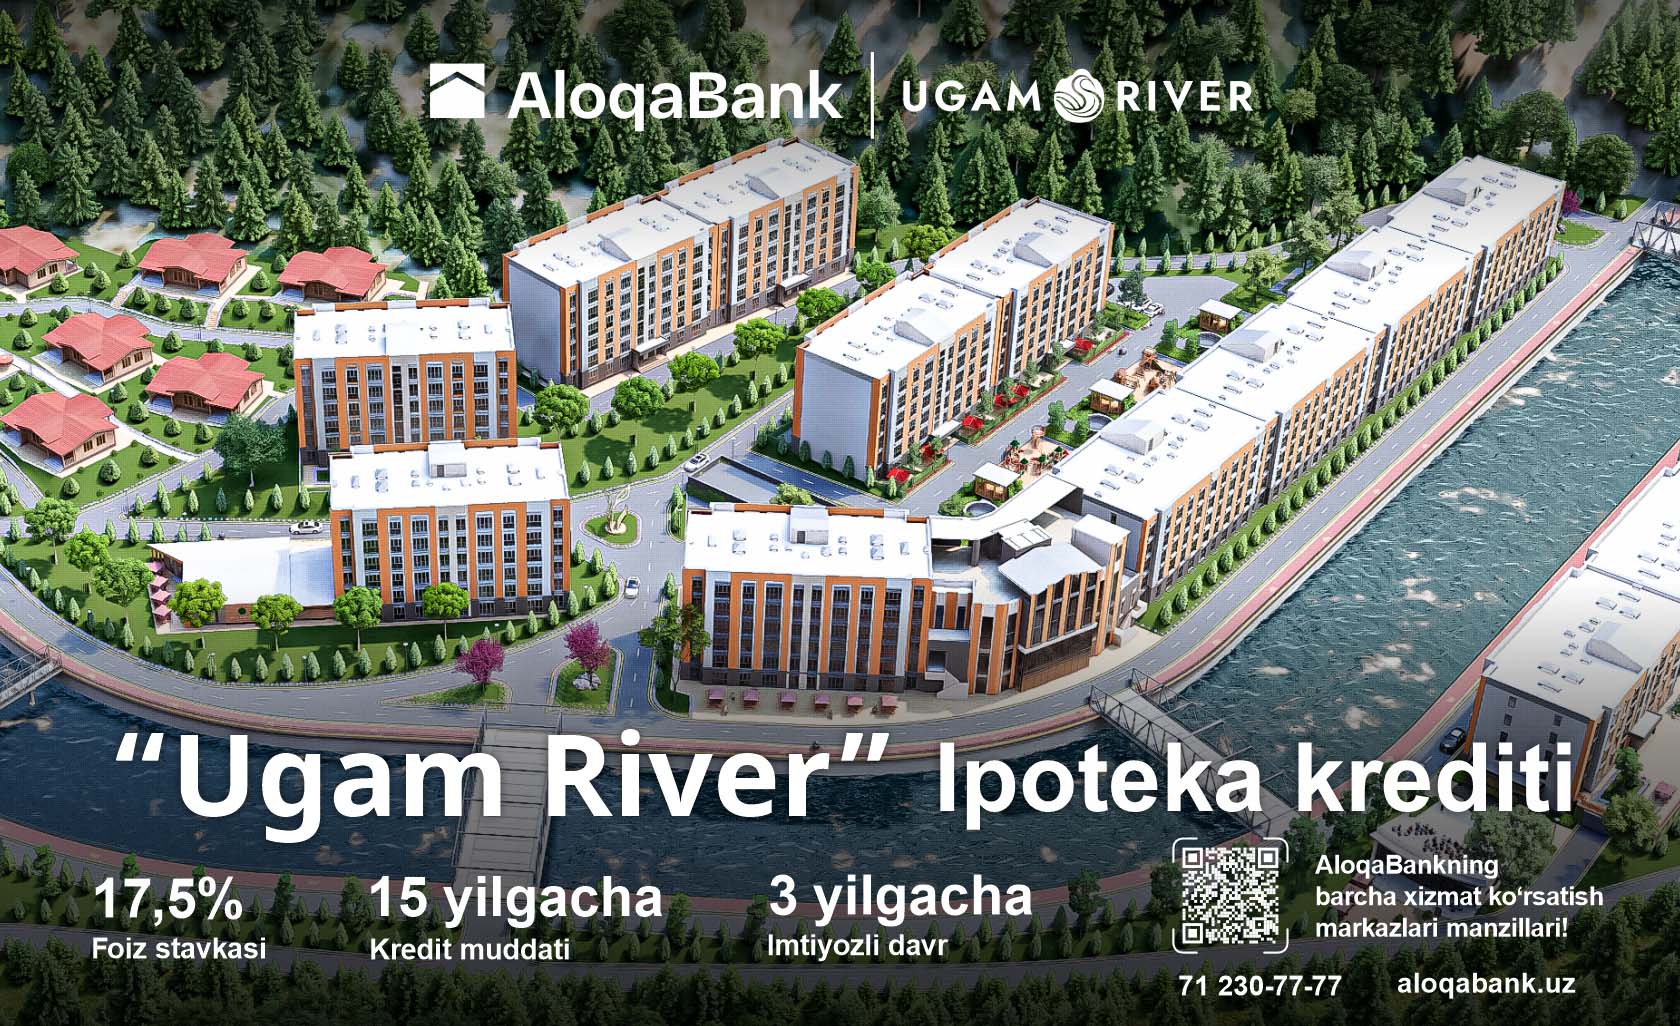 AloqaBank
UGAM RIVER
“Ugam River” Ipoteka krediti
17,5%
Foiz stavkasi
15 yilgacha
Kredit muddati
3 yilgacha
Imtiyozli davr
AloqaBankning
barcha xizmat ko‘rsatish
markazlari manzillari!
71 230-77-77
aloqabank.uz